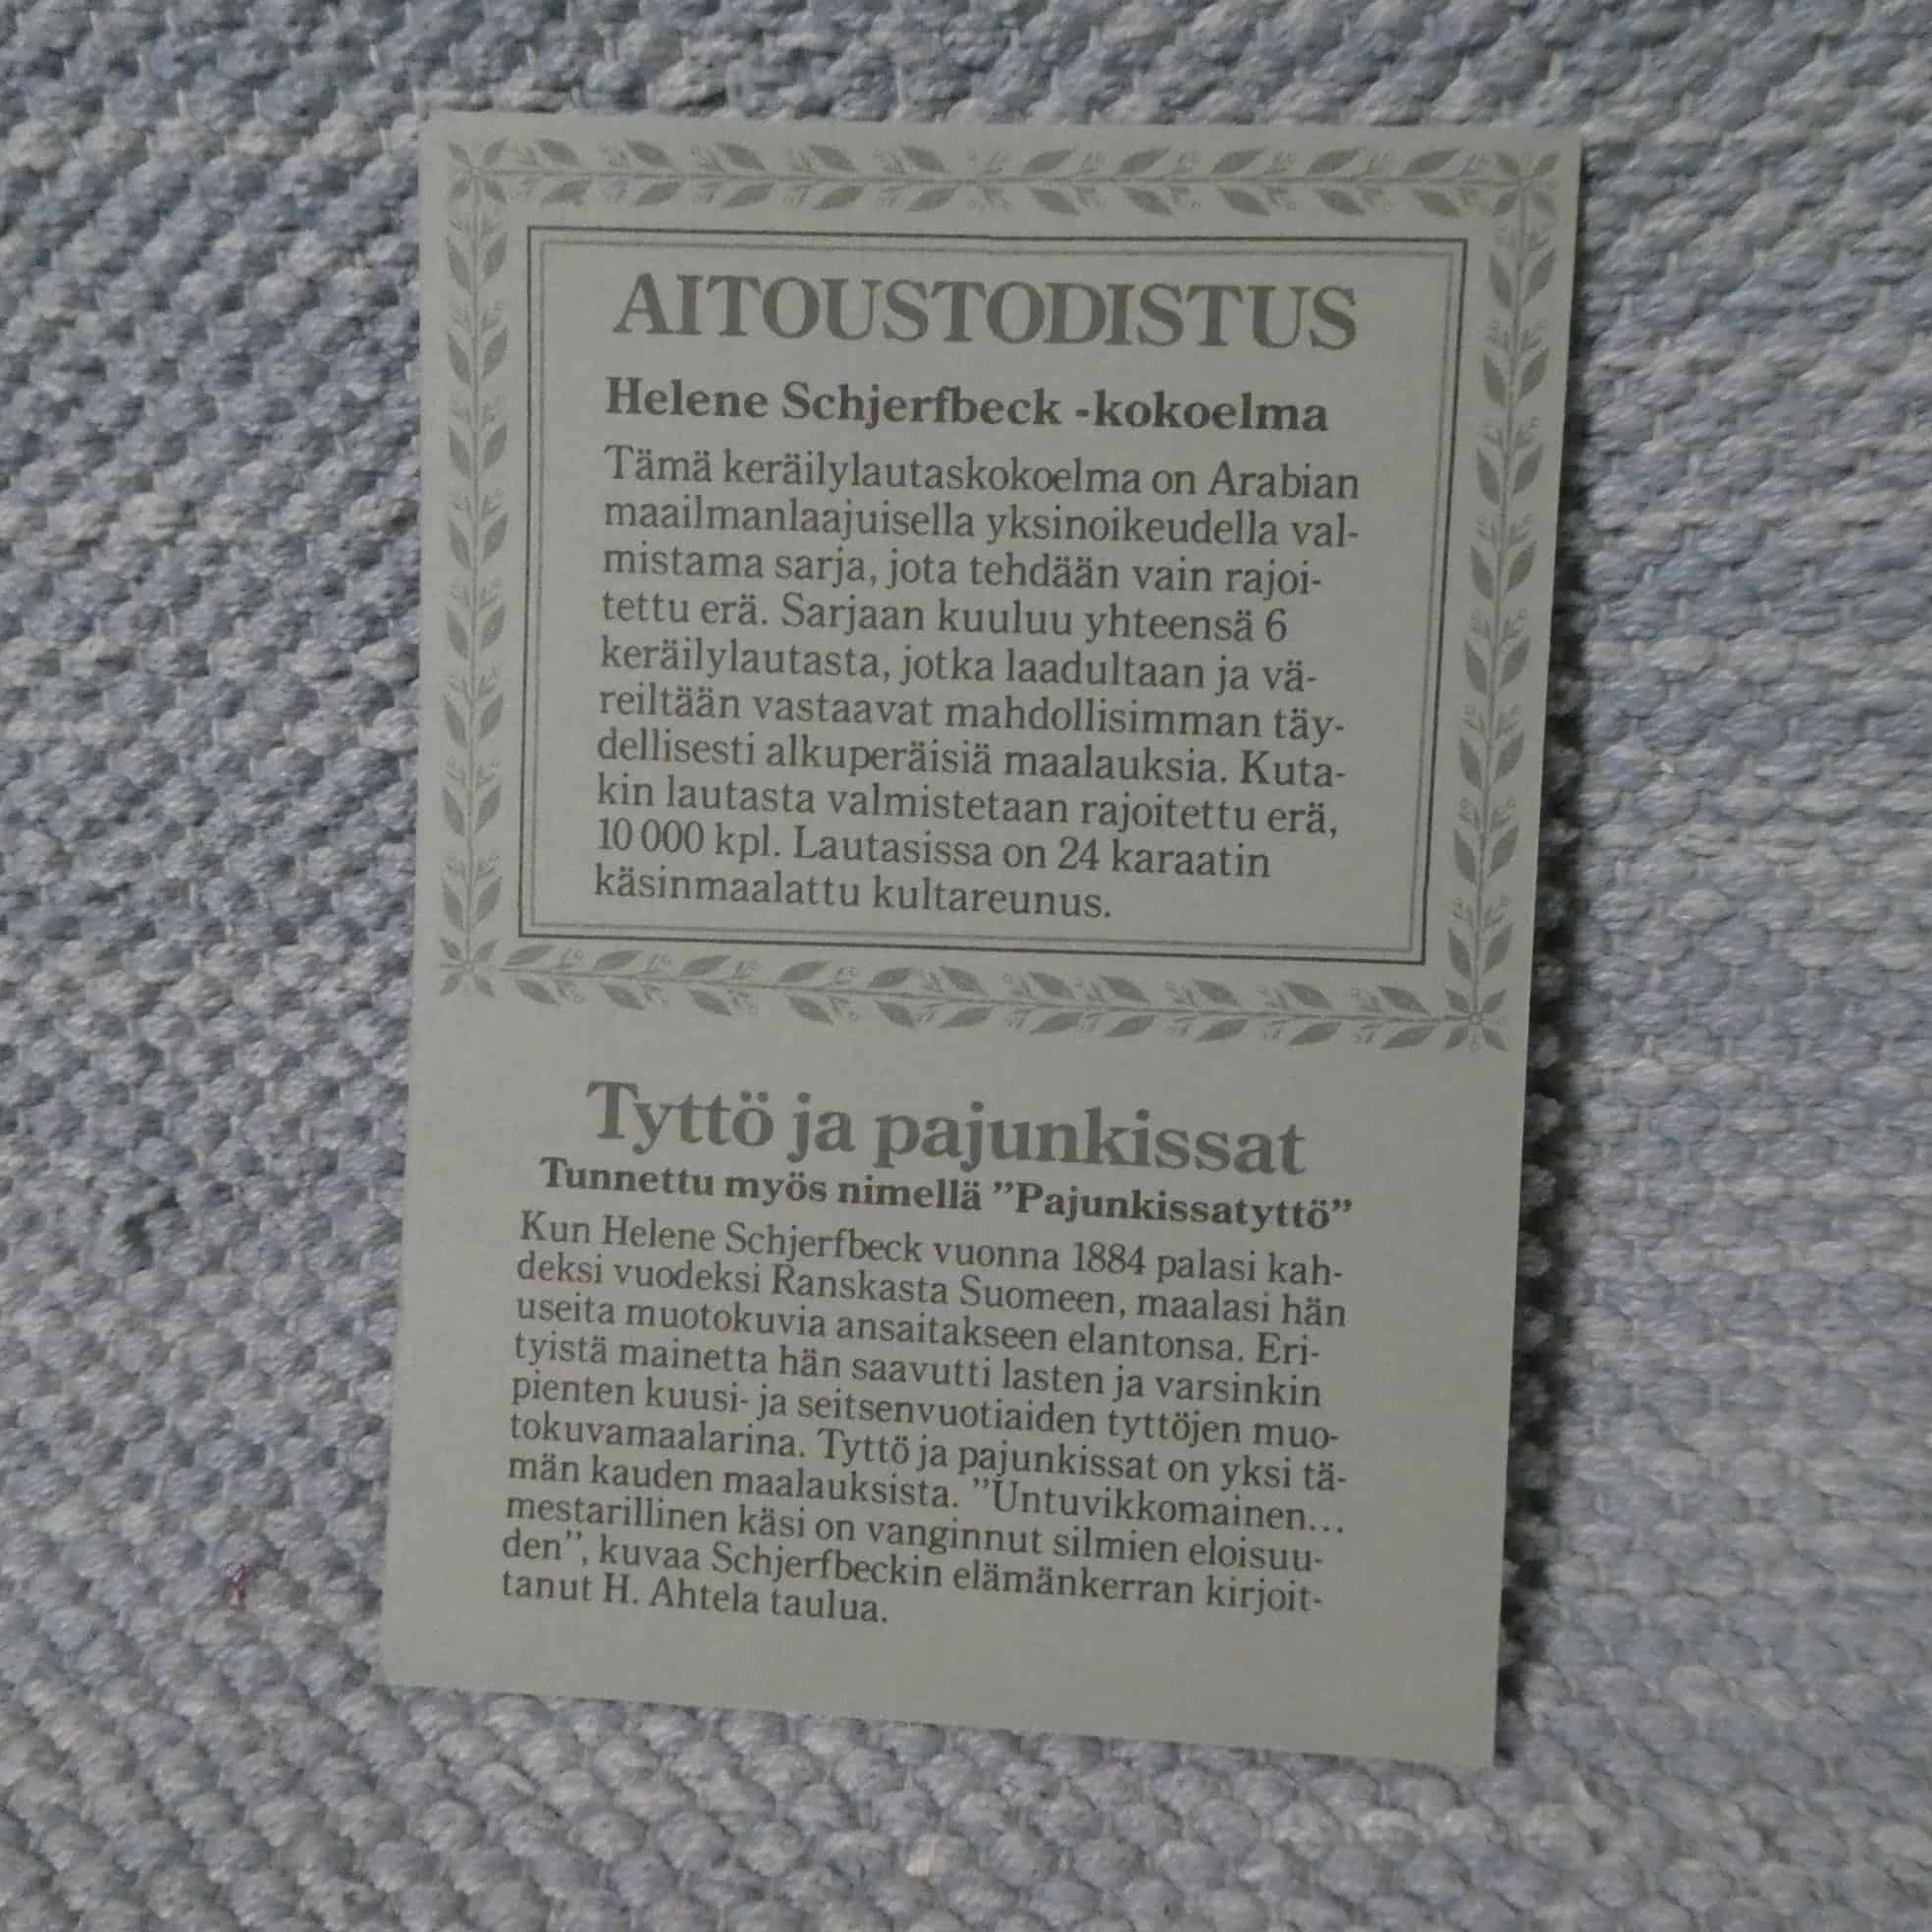 AITOUSTODISTUS
Helene Schjerfbeck -kokoelma
Tämä keräilylautaskokoelma on Arabian
maailmanlaajuisella yksinoikeudella val-
mistama sarja, jota tehdään vain rajoi-
tettu erä. Sarjaan kuuluu yhteensä 6
keräilylautasta, jotka laadultaan ja vä-
reiltään vastaavat mahdollisimman täy-
dellisesti alkuperäisiä maalauksia. Kuta-
kin lautasta valmistetaan rajoitettu erä,
10 000 kpl. Lautasissa on 24 karaatin
käsinmaalattu kultareunus.
Tyttö ja pajunkissat
Tunnettu myös nimellä ”Pajunkissatyttö”
Kun Helene Schjerfbeck vuonna 1884 palasi kah-
deksi vuodeksi Ranskasta Suomeen, maalasi hän
useita muotokuvia ansaitakseen elantonsa. Eri-
tyistä mainetta hän saavutti lasten ja varsinkin
pienten kuusi- ja seitsenvuotiaiden tyttöjen muo-
tokuvamaalarina. Tyttö ja pajunkissat on yksi tä-
män kauden maalauksista. ”Untuvikkomainen...
mestarillinen käsi on vanginnut silmien eloisuu-
den”, kuvaa Schjerfbeckin elämänkerran kirjoit-
tanut H. Ahtela taulua.